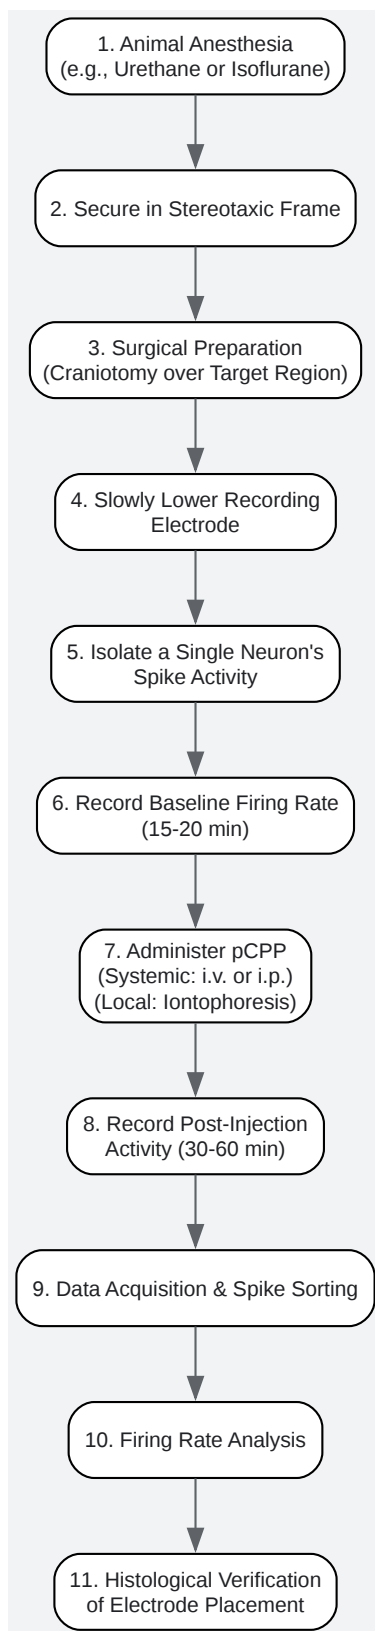 1. Animal Anesthesia
(e.g., Urethane or Isoflurane)
2. Secure in Stereotaxic Frame
3. Surgical Preparation
(Craniotomy over Target Region)
4. Slowly Lower Recording
Electrode
5. Isolate a Single Neuron's
Spike Activity
6. Record Baseline Firing Rate
(15-20 min)
7. Administer pCPP
(Systemic: i.v. or i.p.)
(Local: Iontophoresis)
8. Record Post-Injection
Activity (30-60 min)
9. Data Acquisition & Spike Sorting
10. Firing Rate Analysis
11. Histological Verification
of Electrode Placement